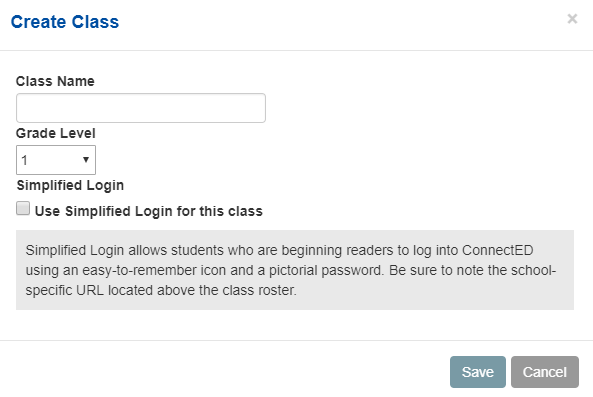 Create Class
×
Class Name
Grade Level
1
Simplified Login
Use Simplified Login for this class
Simplified Login allows students who are beginning readers to log into ConnectED
using an easy-to-remember icon and a pictorial password. Be sure to note the school-
specific URL located above the class roster.
Save
Cancel